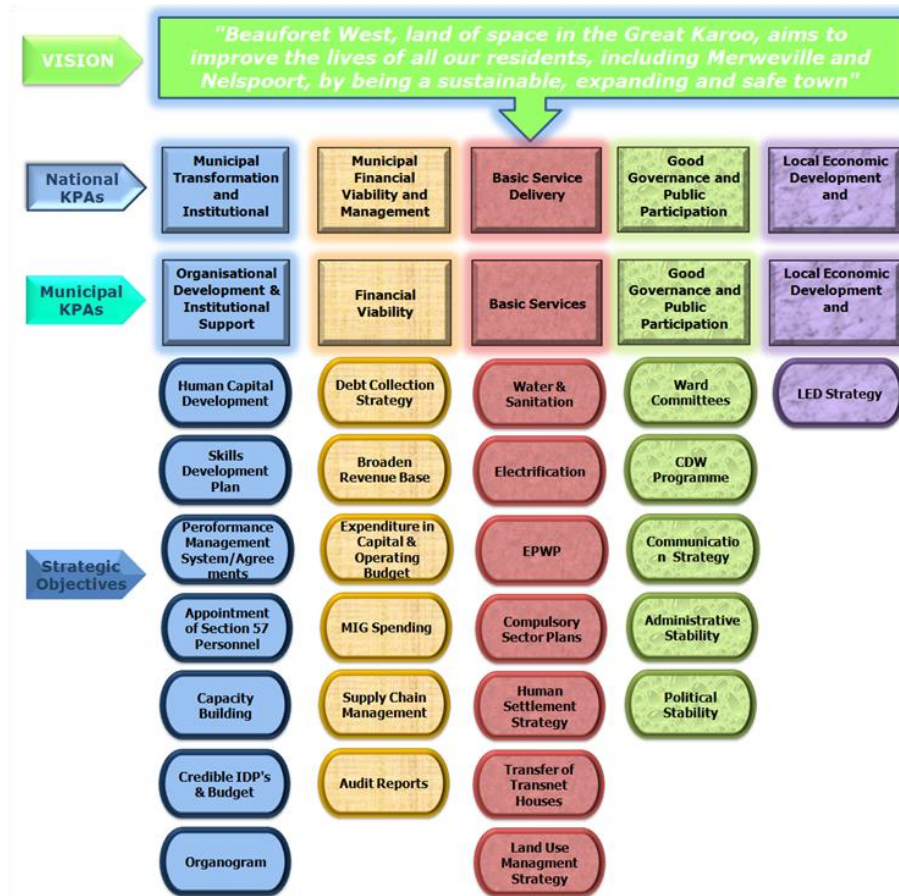 VISION
"Beauforet West, land of space in the Great Karoo, aims to
improve the lives of all our residents, including Merweville and
Nelspoort, by being a sustainable, expanding and safe town"
National
KPAs
Municipal
Transformation
and
Institutional
Municipal
Financial
Viability and
Management
Basic Service
Delivery
Good
Governance and
Public
Participation
Local Economic
Development
and
Municipal
KPAs
Organisational
Development &
Institutional
Support
Financial
Viability
Basic Services
Good
Governance and
Public
Participation
Local Economic
Development
and
Strategic
Objectives
Human Capital
Development
Skills
Development
Plan
Peroformance
Management
System/Agree
ments
Appointment
of Section 57
Personnel
Capacity
Building
Credible IDP's
& Budget
Organogram
Debt Collection
Strategy
Broaden
Revenue Base
Expenditure in
Capital &
Operating
Budget
MIG Spending
Supply Chain
Management
Audit Reports
Water &
Sanitation
Electrification
EPWP
Compulsory
Sector Plans
Human
Settlement
Strategy
Transfer of
Transnet
Houses
Land Use
Managment
Strategy
Ward
Committees
CDW
Programme
Communicatio
n Strategy
Administrative
Stability
Political
Stability
LED Strategy